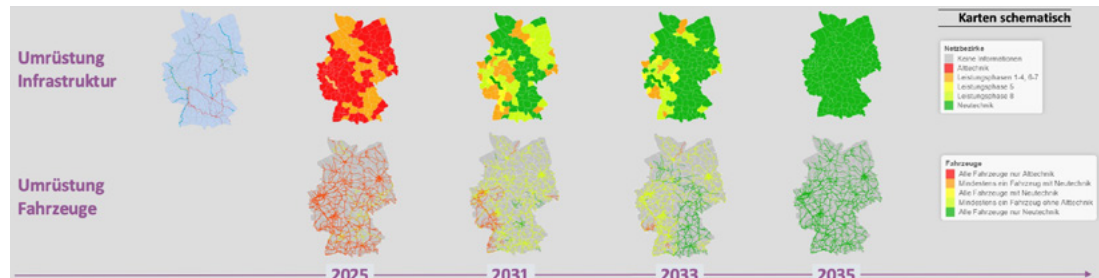 Karten schematisch
Umrüstung
Infrastruktur
Netzbezirke
Keine Informationen
Alttechnik
Leistungsphasen 1-4, 6-7
Leistungsphase 5
Leistungsphase 8
Neutechnik
Umrüstung
Fahrzeuge
Fahrzeuge
Alle Fahrzeuge nur Alttechnik
Mindestens ein Fahrzeug mit Neutechnik
Alle Fahrzeuge mit Neutechnik
Mindestens ein Fahrzeug ohne Alttechnik
Alle Fahrzeuge nur Neutechnik
2025
2031
2033
2035